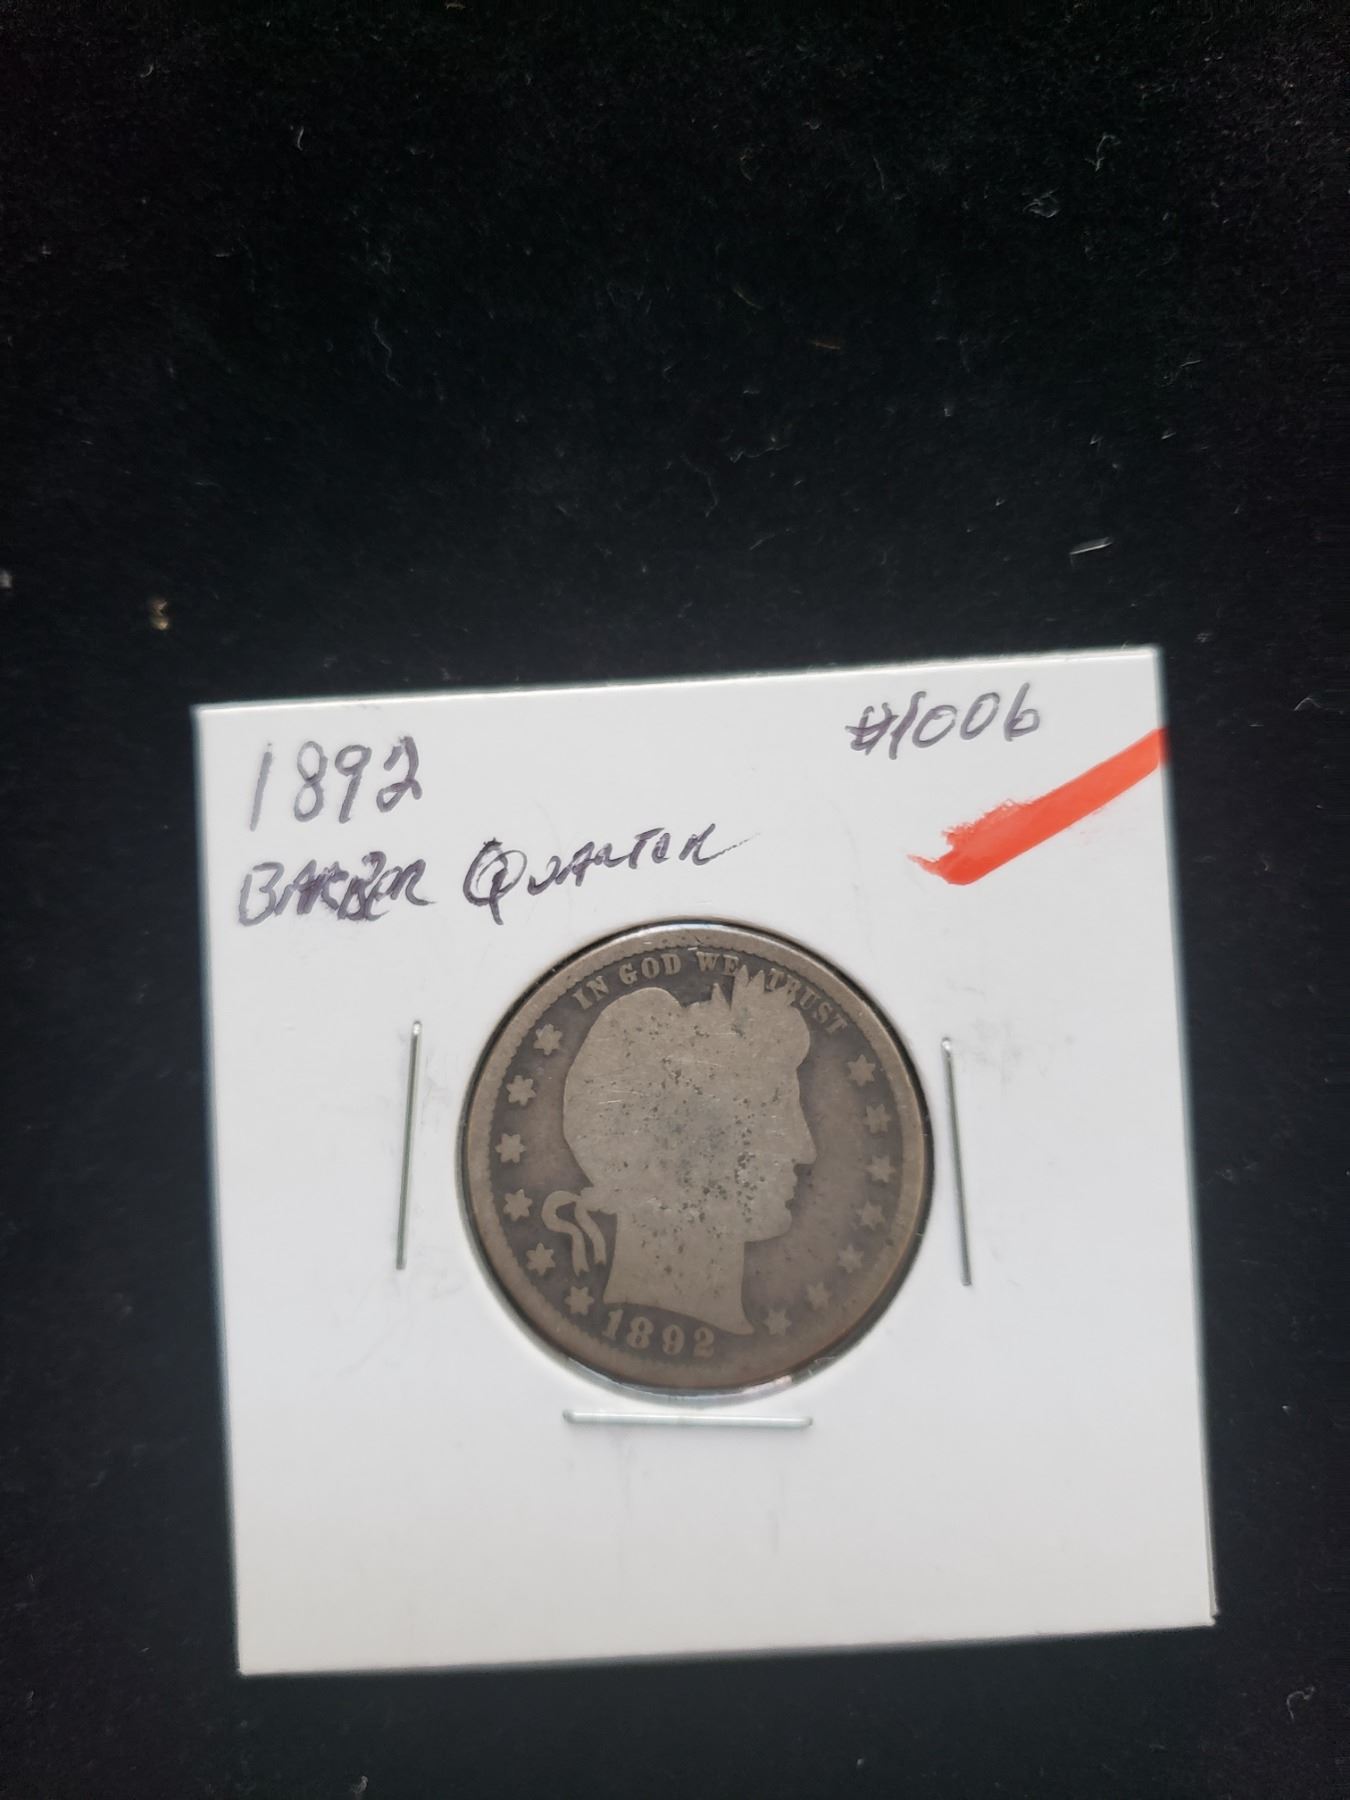 1892 #1006
BARBER QUARTER
IN GOD WE TRUST
1892